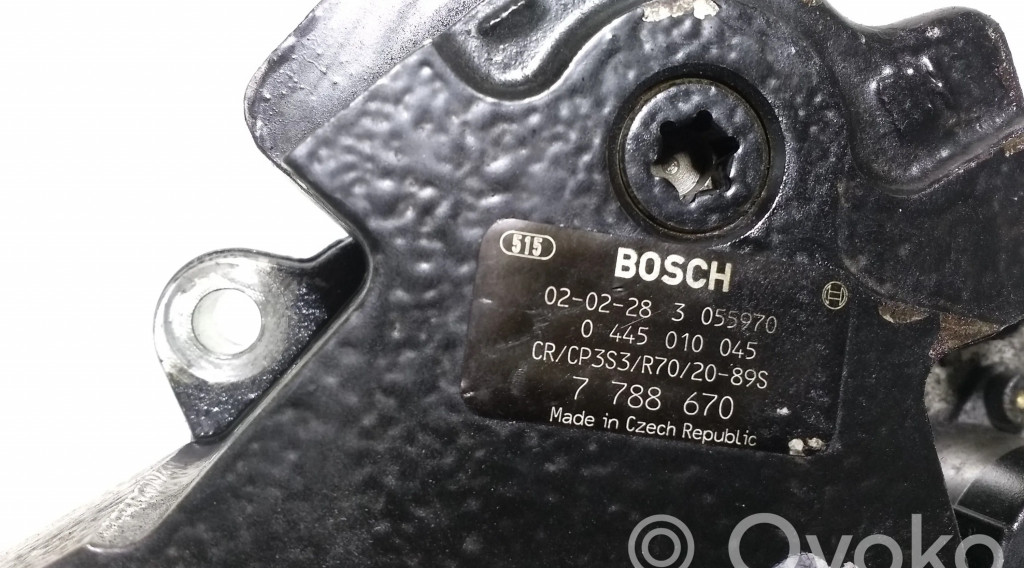 515
BOSCH
02-02-28 3 055970
0 445 010 045
CR/CP3S3/R70/20-89S
7 788 670
Made in Czech Republic
© Ovoko